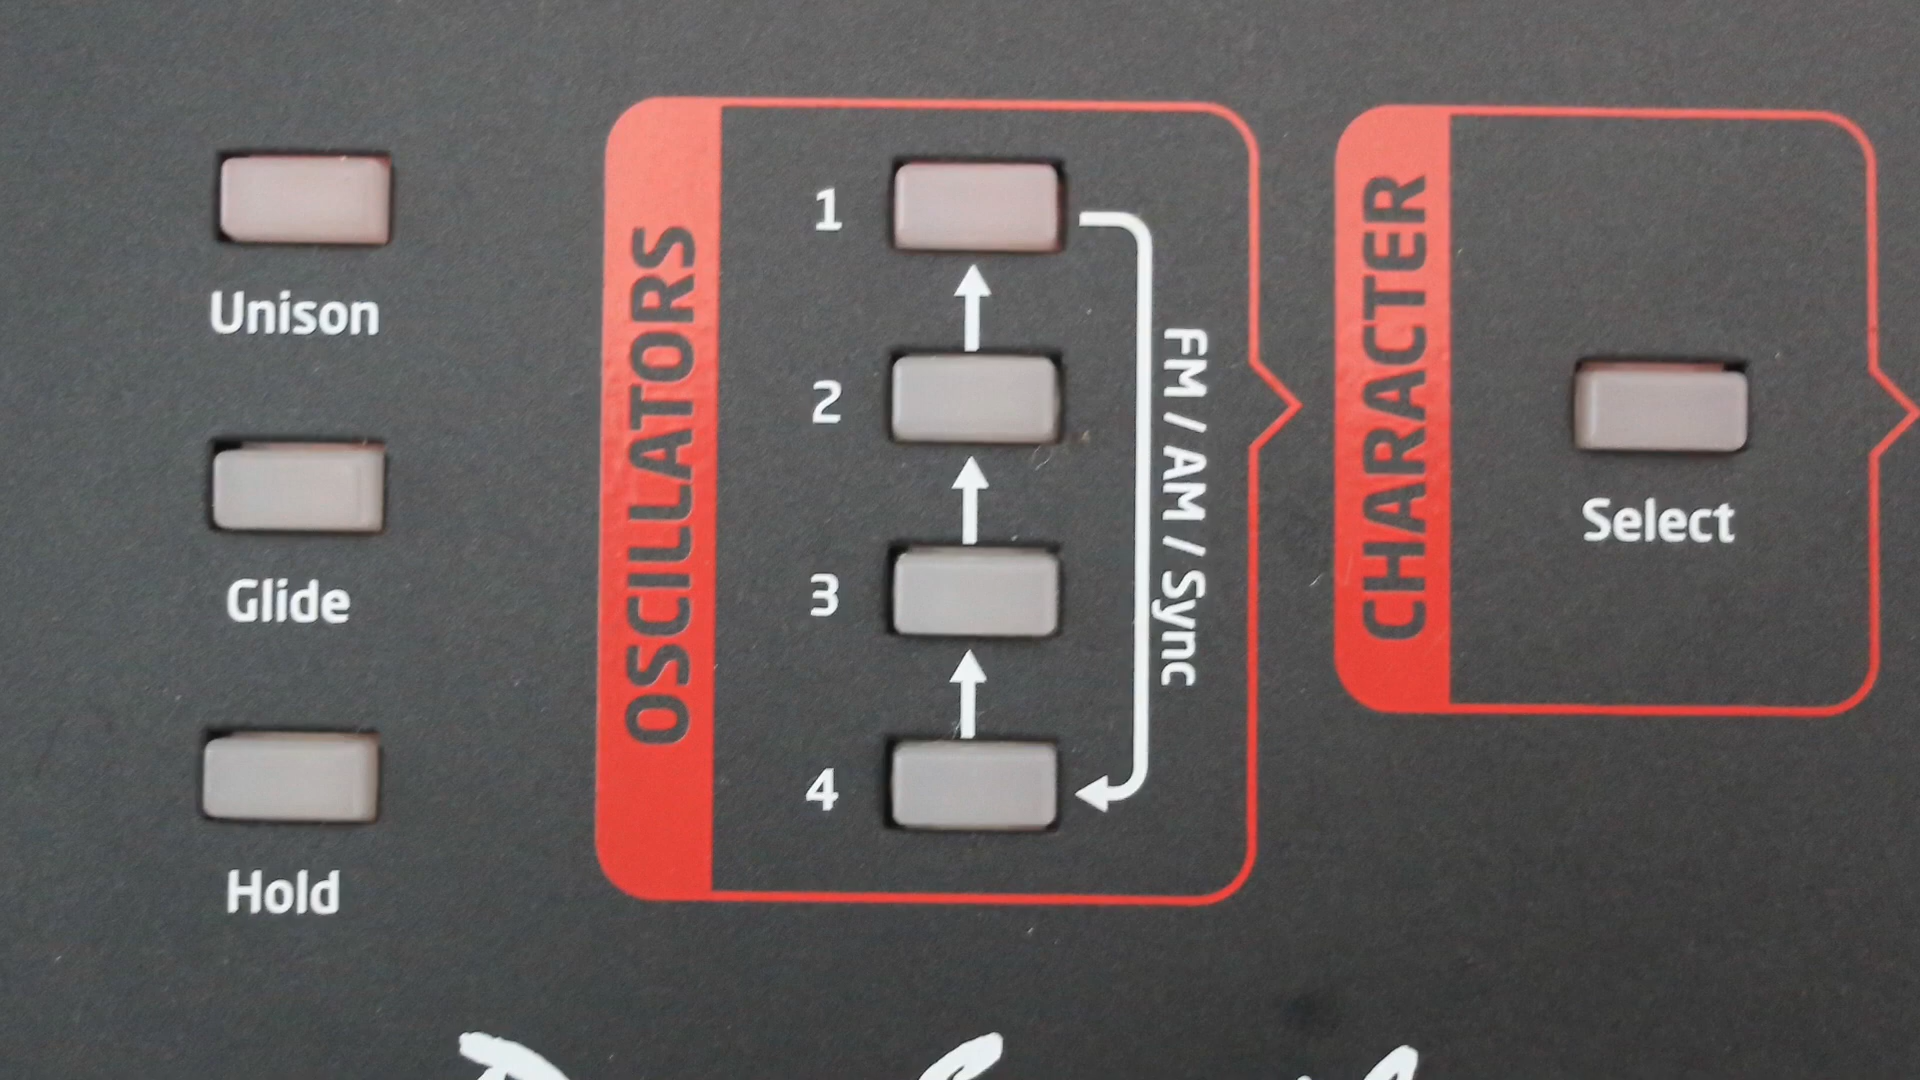 Unison
Glide
Hold
OSCILLATORS
1
2
3
4
FM / AM / Sync
CHARACTER
Select